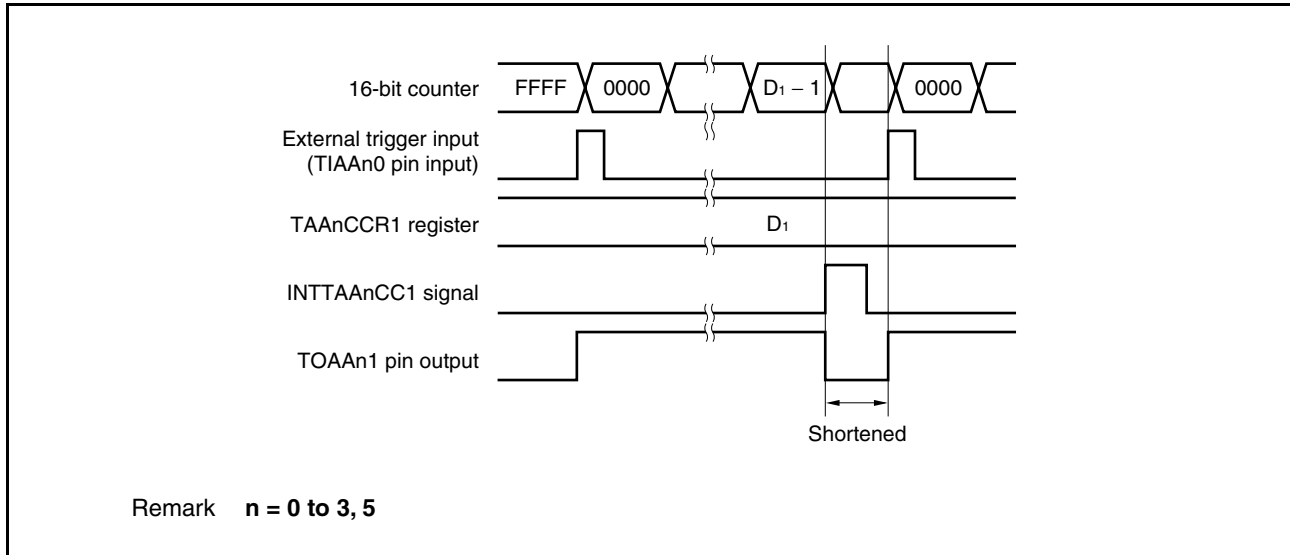 16-bit counter FFFF 0000 D₁ – 1 0000
External trigger input
(TIAAn0 pin input)
TAAnCCR1 register D₁
INTTAAnCC1 signal
TOAAn1 pin output
Shortened
Remark n = 0 to 3, 5